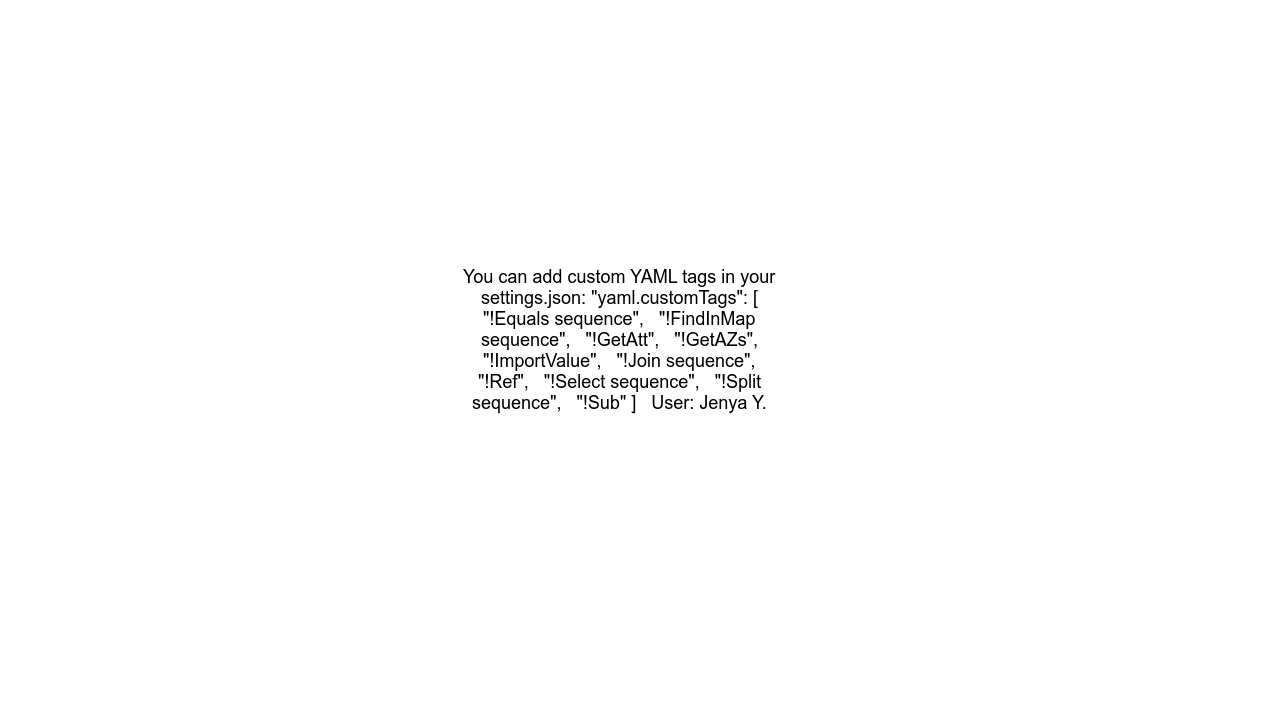 You can add custom YAML tags in your
settings.json: "yaml.customTags": [
"!Equals sequence",   "!FindInMap
sequence",   "!GetAtt",   "!GetAZs",
"!ImportValue",   "!Join sequence",
"!Ref",   "!Select sequence",   "!Split
sequence",   "!Sub" ]   User: Jenya Y.